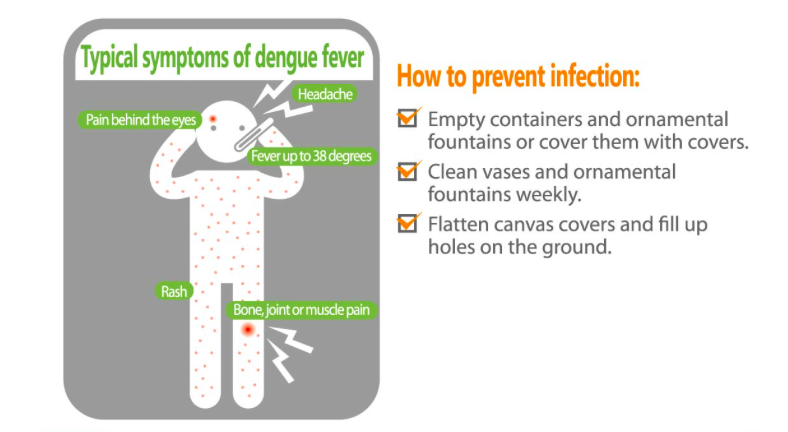 Typical symptoms of dengue fever
Headache
Pain behind the eyes
Fever up to 38 degrees
Rash
Bone, joint or muscle pain
How to prevent infection:
Empty containers and ornamental
fountains or cover them with covers.
Clean vases and ornamental
fountains weekly.
Flatten canvas covers and fill up
holes on the ground.